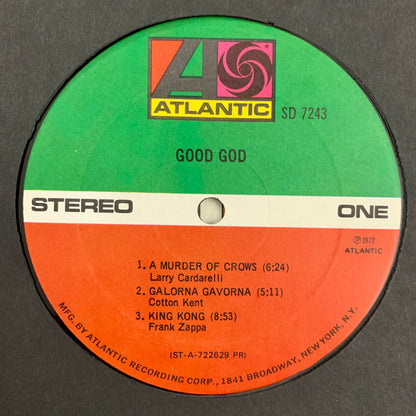 ATLANTIC
SD 7243
GOOD GOD
STEREO
ONE
Ⓟ1972
ATLANTIC
1. A MURDER OF CROWS (6:24)
Larry Cardarelli
2. GALORNA GAVORNA (5:11)
Cotton Kent
3. KING KONG (8:53)
Frank Zappa
(ST-A-722629 PR)
MFG. BY ATLANTIC RECORDING CORP., 1841 BROADWAY, NEW YORK, N.Y.